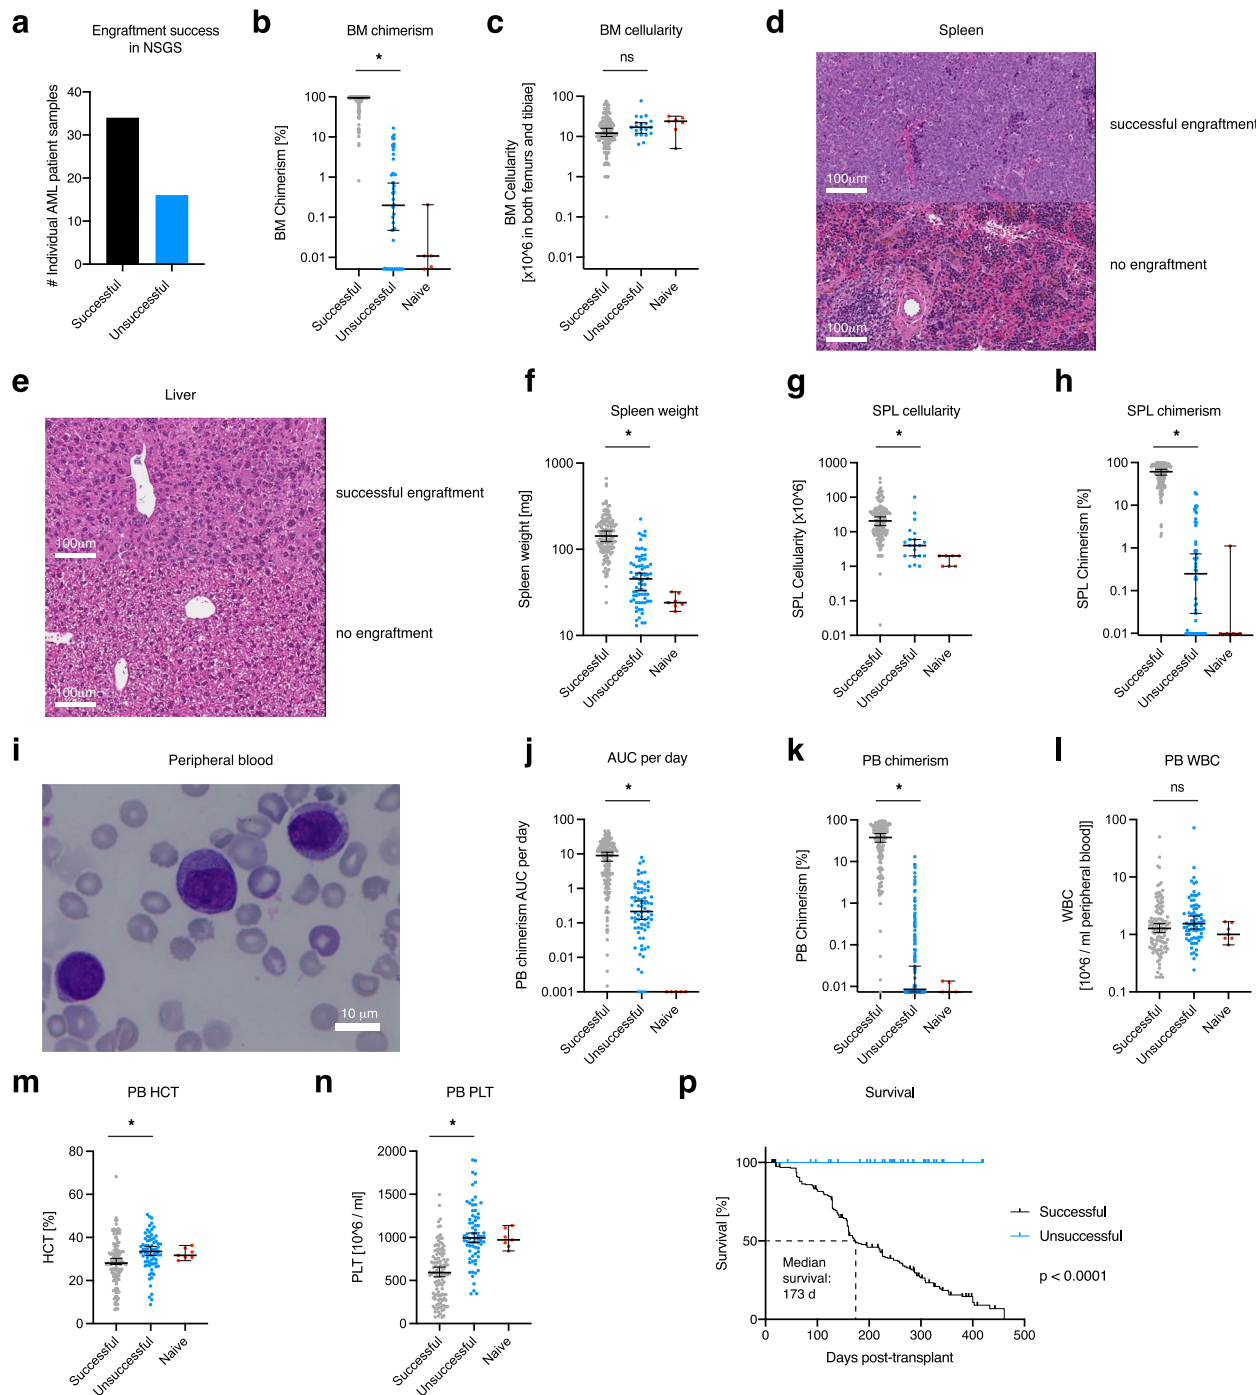 a
Engraftment success
in NSGS
# Individual AML patient samples
40
30
20
10
0
Successful
Unsuccessful
b
BM chimerism
*
BM Chimerism [%]
100
10
1
0.1
0.01
Successful
Unsuccessful
Naive
c
BM cellularity
ns
BM Cellularity
[x10^6 in both femurs and tibiae]
100
10
1
0.1
0.01
Successful
Unsuccessful
Naive
d
Spleen
100μm
successful engraftment
100μm
no engraftment
e
Liver
100μm
successful engraftment
100μm
no engraftment
f
Spleen weight
*
Spleen weight [mg]
1000
100
10
Successful
Unsuccessful
Naive
g
SPL cellularity
*
SPL Cellularity [x10^6]
1000
100
10
1
0.1
0.01
Successful
Unsuccessful
Naive
h
SPL chimerism
*
SPL Chimerism [%]
100
10
1
0.1
0.01
Successful
Unsuccessful
Naive
i
Peripheral blood
10 μm
j
AUC per day
*
PB chimerism AUC per day
100
10
1
0.1
0.01
0.001
Successful
Unsuccessful
Naive
k
PB chimerism
*
PB Chimerism [%]
100
10
1
0.1
0.01
Successful
Unsuccessful
Naive
l
PB WBC
ns
WBC
[10^6 / ml peripheral blood]]
100
10
1
0.1
Successful
Unsuccessful
Naive
m
PB HCT
*
HCT [%]
80
60
40
20
0
Successful
Unsuccessful
Naive
n
PB PLT
*
PLT [10^6 / ml]
2000
1500
1000
500
0
Successful
Unsuccessful
Naive
p
Survival
Survival [%]
100
50
0
Median
survival:
173 d
0
100
200
300
400
500
Days post-transplant
Successful
Unsuccessful
p < 0.0001